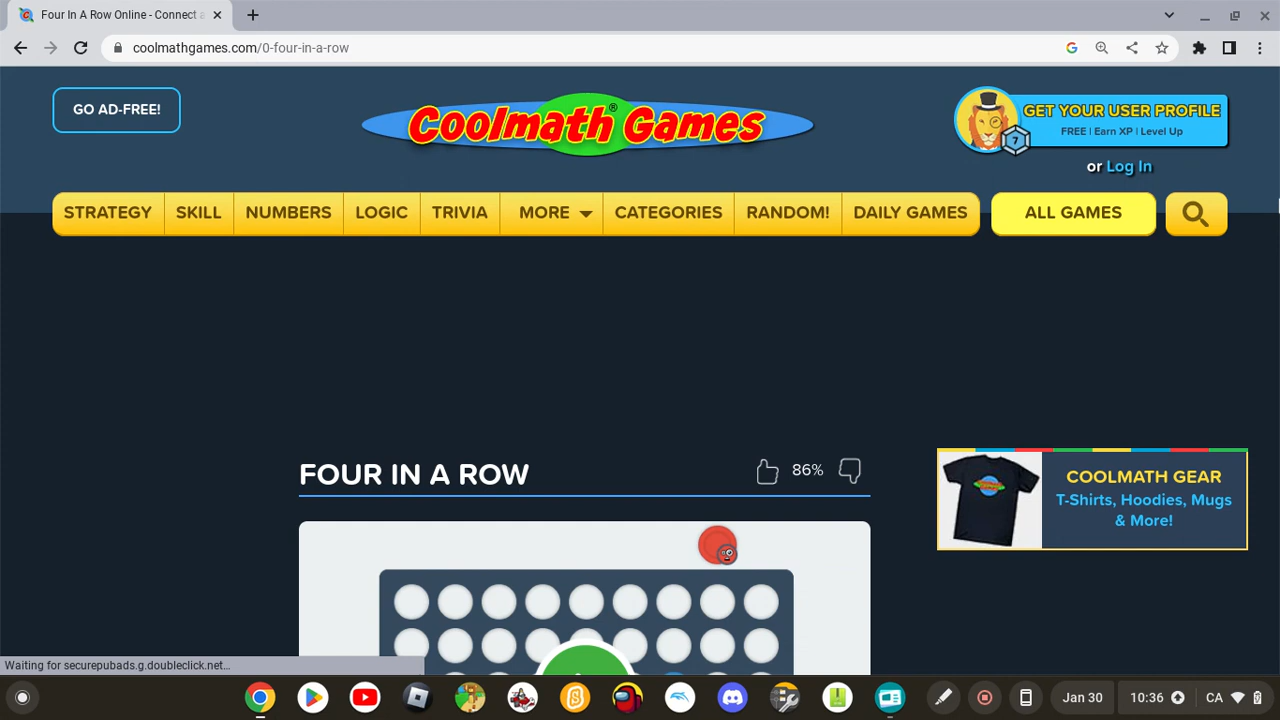 Four In A Row Online - Connect a
coolmathgames.com/0-four-in-a-row
GO AD-FREE!
Coolmath Games®
GET YOUR USER PROFILE
FREE | Earn XP | Level Up
7
or Log In
STRATEGY SKILL NUMBERS LOGIC TRIVIA MORE CATEGORIES RANDOM! DAILY GAMES ALL GAMES
FOUR IN A ROW
86%
COOLMATH GEAR
T-Shirts, Hoodies, Mugs
& More!
Waiting for securepubads.g.doubleclick.net...
Jan 30 10:36 CA